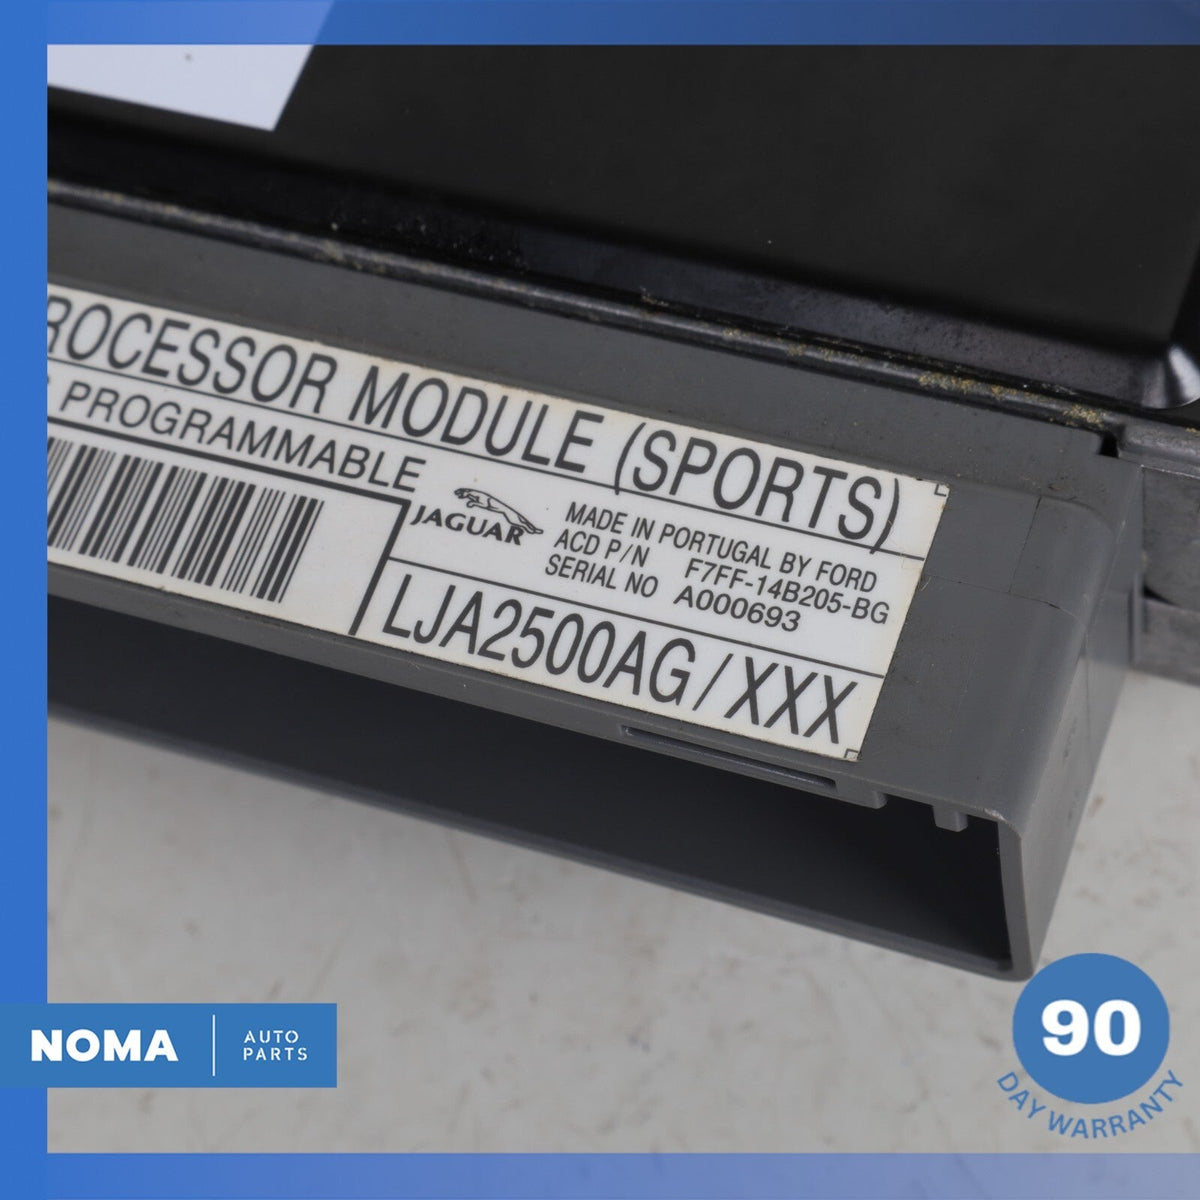 ROCESSOR MODULE (SPORTS)
PROGRAMMABLE
JAGUAR
MADE IN PORTUGAL BY FORD
ACD P/N F7FF-14B205-BG
SERIAL NO A000693
LJA2500AG/XXX
NOMA
AUTO
PARTS
90
DAY WARRANTY